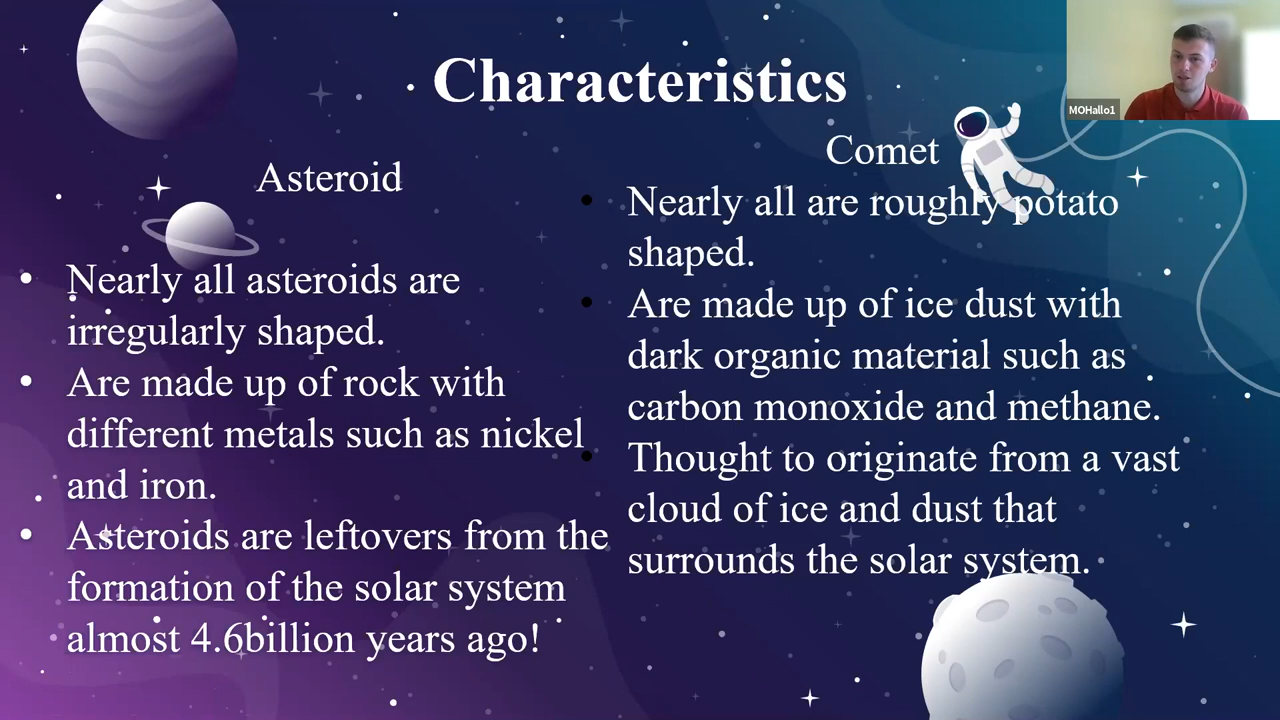 Characteristics
MOHallo1
Asteroid
• Nearly all asteroids are
irregularly shaped.
• Are made up of rock with
different metals such as nickel
and iron.
• Asteroids are leftovers from the
formation of the solar system
almost 4.6billion years ago!
Comet
• Nearly all are roughly potato
shaped.
• Are made up of ice dust with
dark organic material such as
carbon monoxide and methane.
• Thought to originate from a vast
cloud of ice and dust that
surrounds the solar system.